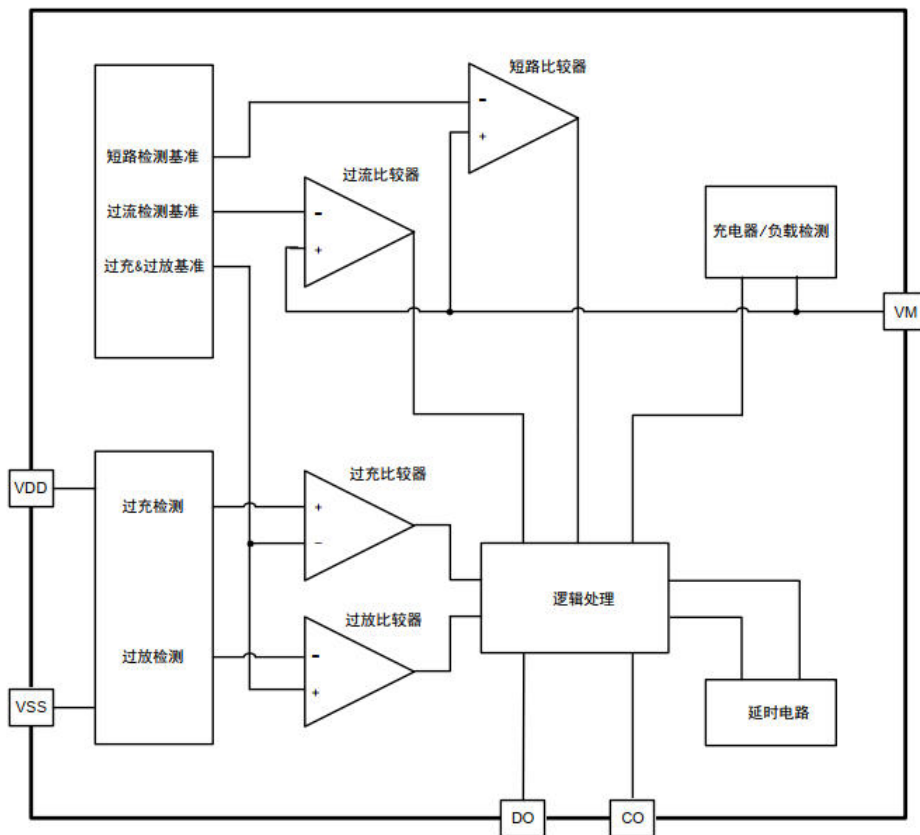 短路比较器
短路检测基准
过流比较器
-
+
过流检测基准
-
+
过充&过放基准
充电器/负载检测
VM
VDD
过充检测
过充比较器
+
-
逻辑处理
过放检测
过放比较器
-
+
VSS
延时电路
DO
CO